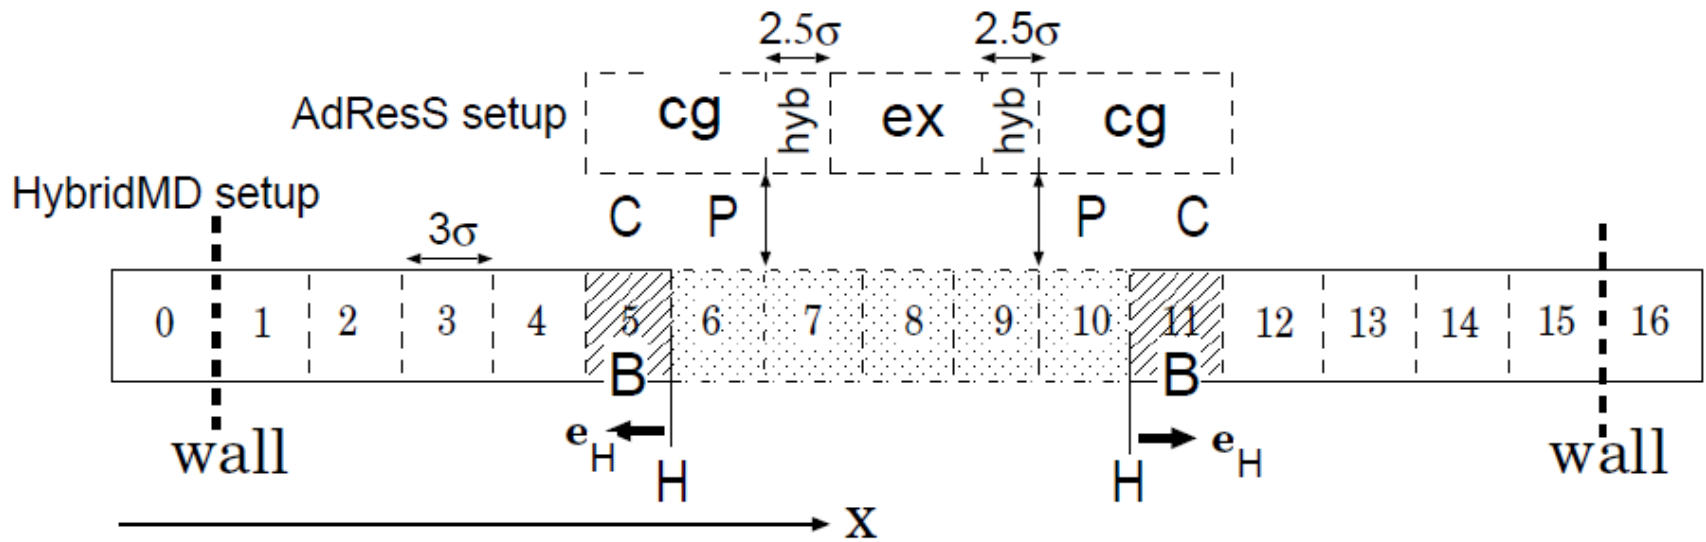 2.5σ 2.5σ
AdResS setup cg hyb ex hyb cg
HybridMD setup
C P P C
3σ
0 1 2 3 4 5 6 7 8 9 10 11 12 13 14 15 16
B B
e_H e_H
wall wall
H H
x